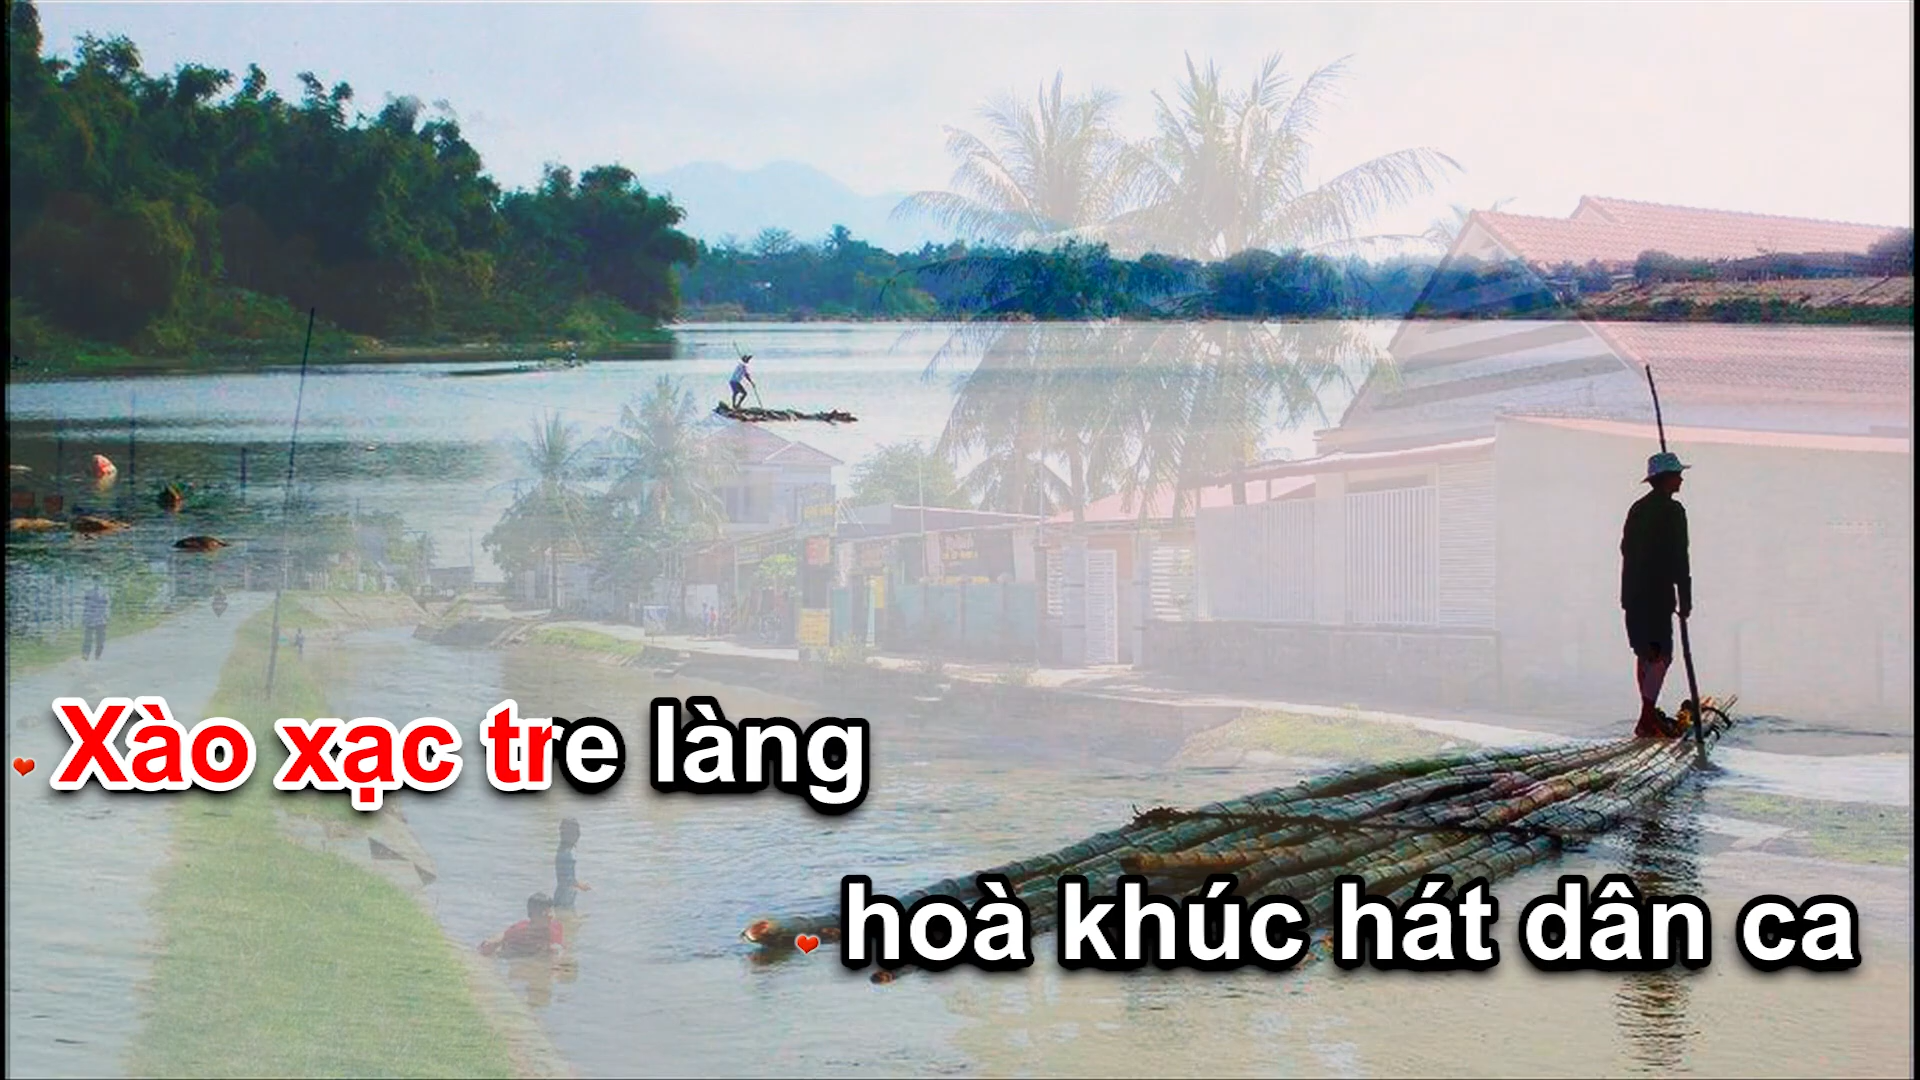 Xào xạc tre làng
hoà khúc hát dân ca